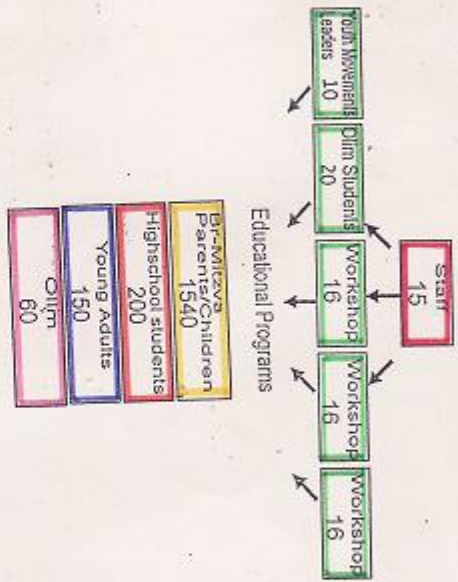 Staff
15
Youth Movements
Leaders 10
Olim Students
20
Workshop
16
Workshop
16
Workshop
16
Educational Programs
Br-Mitzva
Parents/Children
1540
Highschool students
200
Young Adults
150
Olim
60